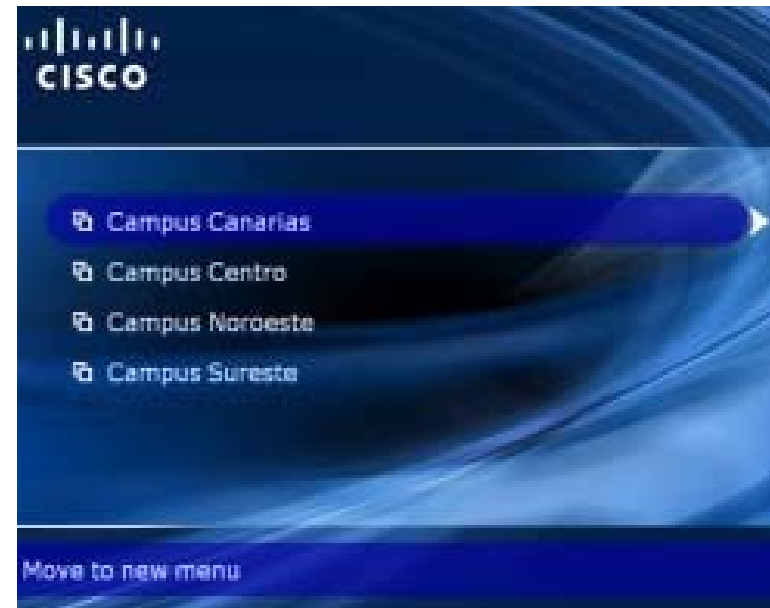 CISCO
Campus Canarias
Campus Centro
Campus Noroeste
Campus Sureste
Move to new menu